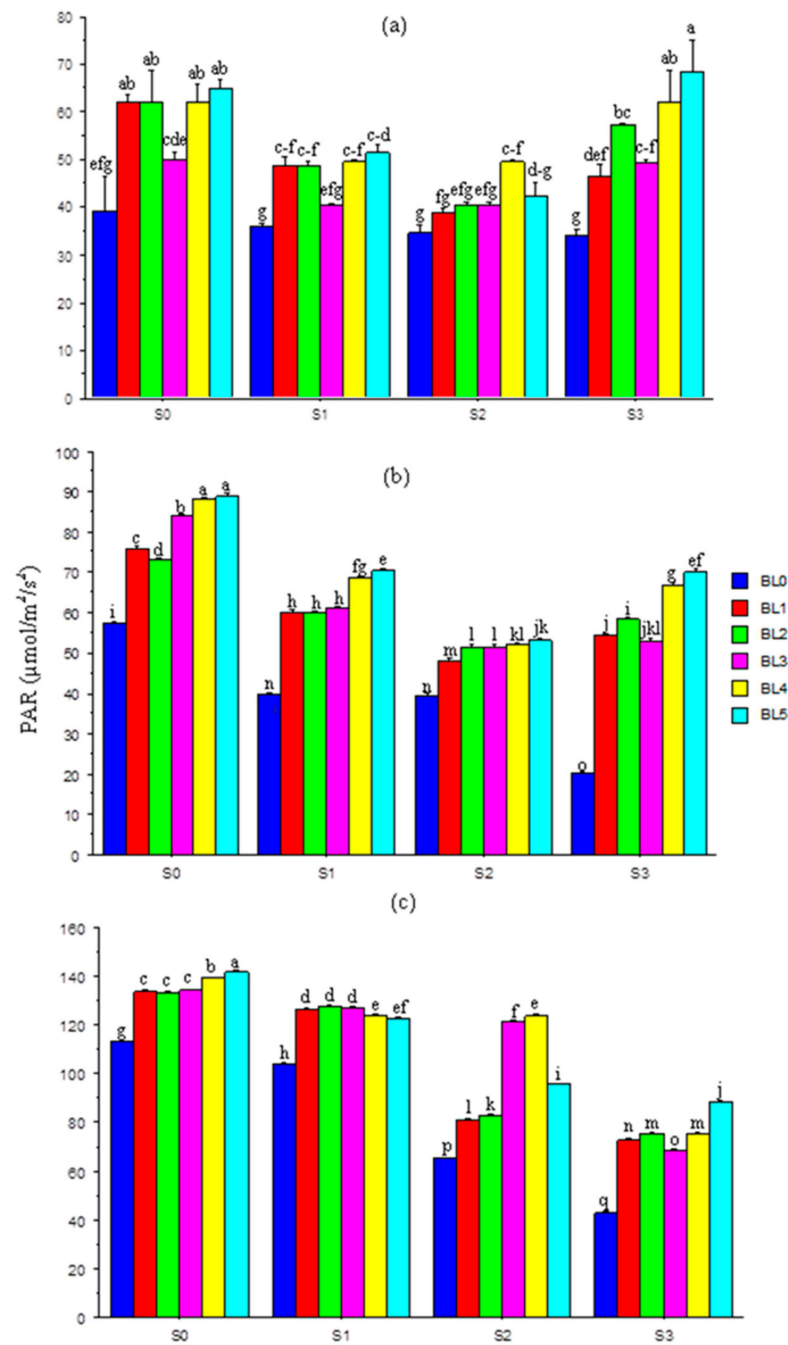 (a)
80
70
60
50
40
30
20
10
0
efg ab ab cde ab ab
g c-f c-f efg c-f c-d
g fg efg efg c-f d-g
g def bc c-f ab a
S0 S1 S2 S3
(b)
PAR (µmol/m²/s²)
100
90
80
70
60
50
40
30
20
10
0
i c d b a a
n h h h fg e
n m l l kl jk
o j i jkl g ef
S0 S1 S2 S3
BL0
BL1
BL2
BL3
BL4
BL5
(c)
160
140
120
100
80
60
40
20
0
g c c c b a
h d d d e ef
p l k f e i
q n m o m j
S0 S1 S2 S3